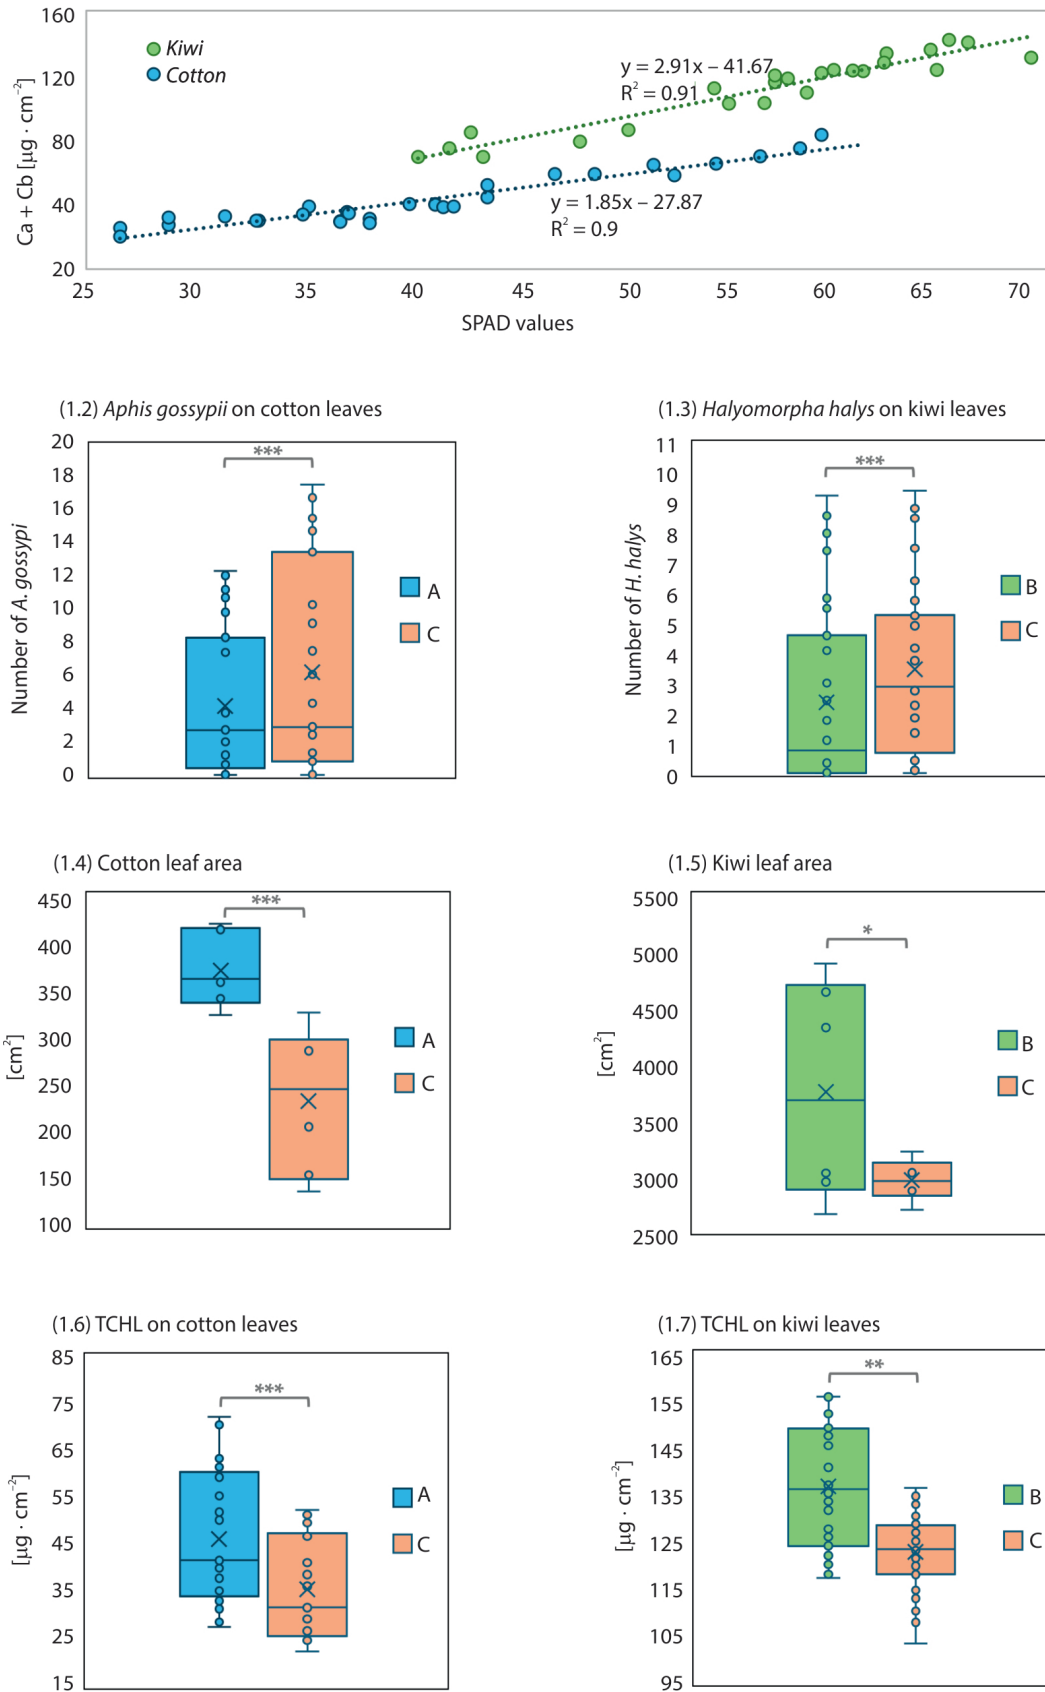 160
120
80
40
20
Ca + Cb [µg · cm⁻²]
Kiwi
Cotton
y = 2.91x – 41.67
R² = 0.91
y = 1.85x – 27.87
R² = 0.9
25 30 35 40 45 50 55 60 65 70
SPAD values
(1.2) Aphis gossypii on cotton leaves
20
18
16
14
12
10
8
6
4
2
0
Number of A. gossypi
***
A
C
(1.3) Halyomorpha halys on kiwi leaves
11
10
9
8
7
6
5
4
3
2
1
0
Number of H. halys
***
B
C
(1.4) Cotton leaf area
450
400
350
300
250
200
150
100
[cm²]
***
A
C
(1.5) Kiwi leaf area
5500
5000
4500
4000
3500
3000
2500
[cm²]
*
B
C
(1.6) TCHL on cotton leaves
85
75
65
55
45
35
25
15
[µg · cm⁻²]
***
A
C
(1.7) TCHL on kiwi leaves
165
155
145
135
125
115
105
95
[µg · cm⁻²]
**
B
C